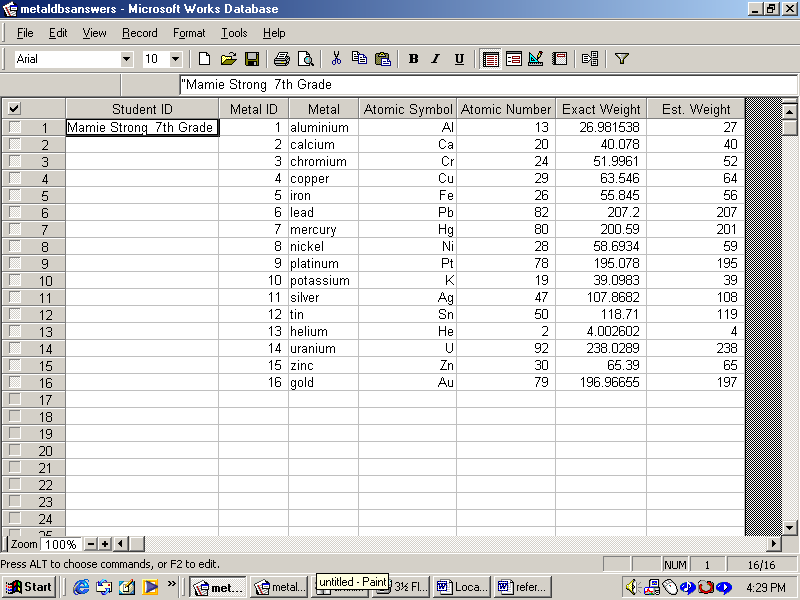 metaldbsanswers - Microsoft Works Database
File Edit View Record Format Tools Help
Arial 10 B I U
"Mamie Strong 7th Grade
Student ID Metal ID Metal Atomic Symbol Atomic Number Exact Weight Est. Weight
1 Mamie Strong 7th Grade 1 aluminium Al 13 26.981538 27
2 2 calcium Ca 20 40.078 40
3 3 chromium Cr 24 51.9961 52
4 4 copper Cu 29 63.546 64
5 5 iron Fe 26 55.845 56
6 6 lead Pb 82 207.2 207
7 7 mercury Hg 80 200.59 201
8 8 nickel Ni 28 58.6934 59
9 9 platinum Pt 78 195.078 195
10 10 potassium K 19 39.0983 39
11 11 silver Ag 47 107.8682 108
12 12 tin Sn 50 118.71 119
13 13 helium He 2 4.002602 4
14 14 uranium U 92 238.0289 238
15 15 zinc Zn 30 65.39 65
16 16 gold Au 79 196.96655 197
17
18
19
20
21
22
23
24
25
Zoom 100%
Press ALT to choose commands, or F2 to edit. NUM 1 16/16
Start » met... metal... untitled - Paint 3½ Fl... Loca... refer... 4:29 PM